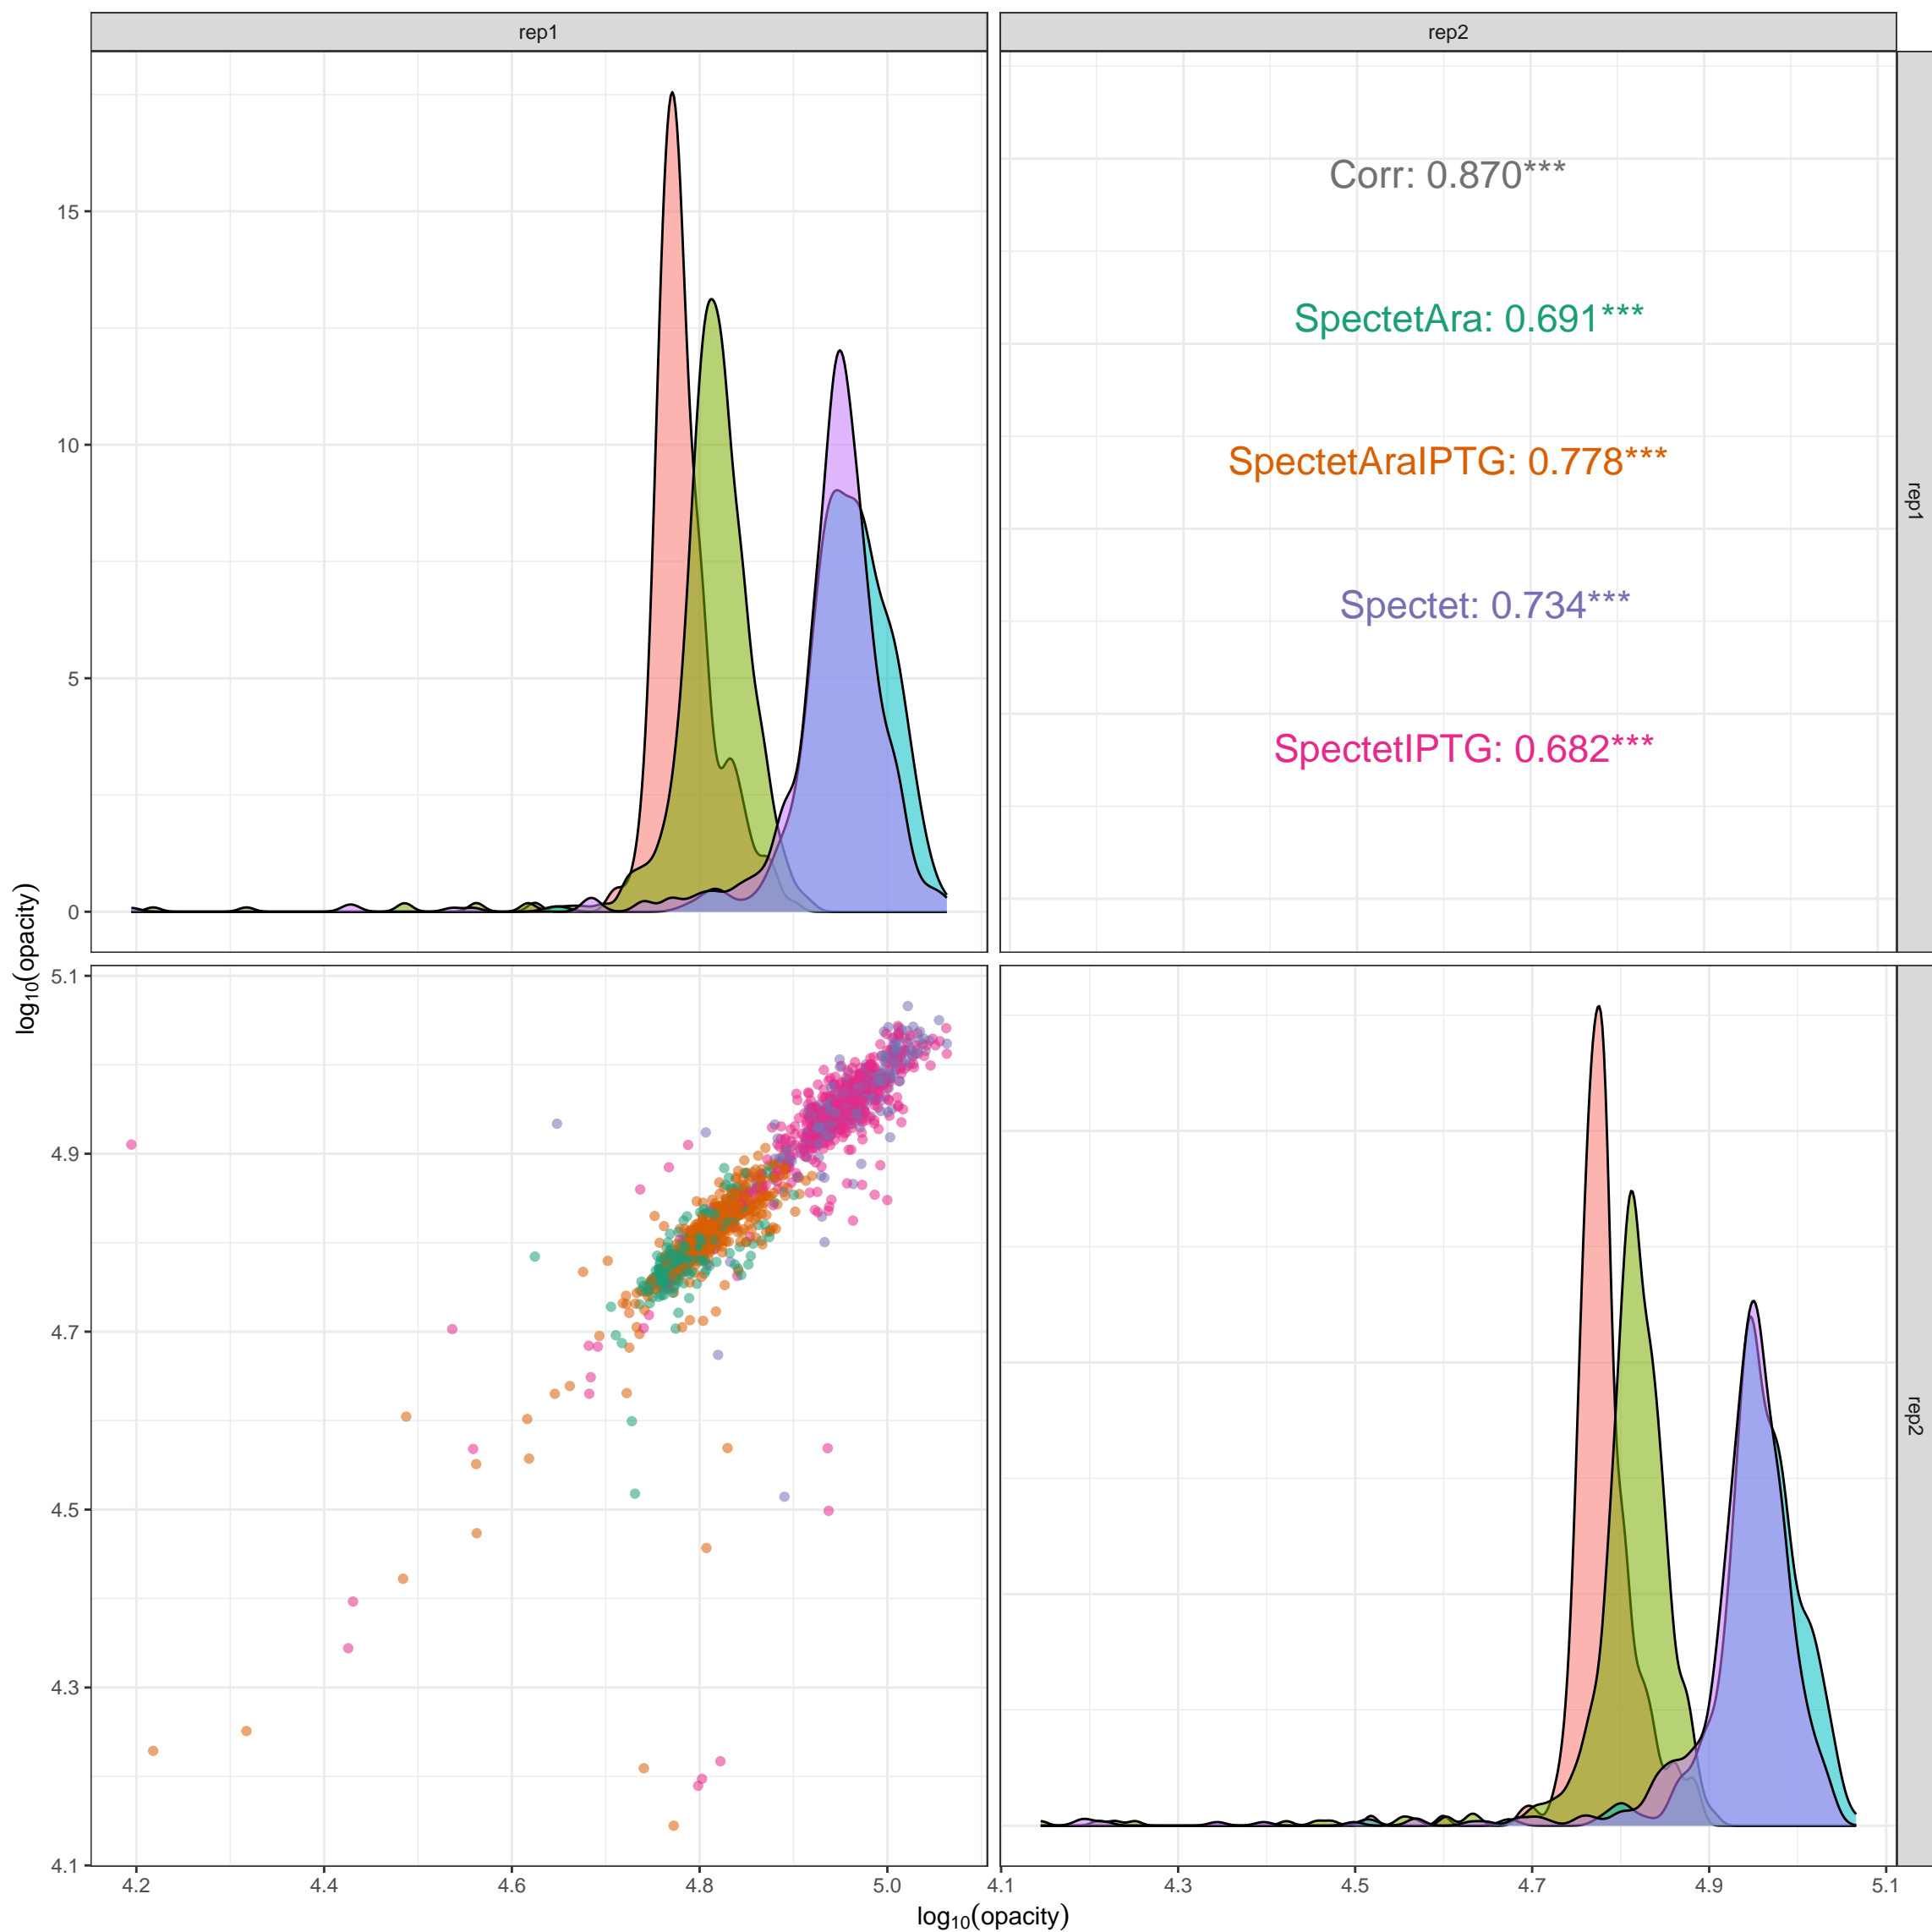 rep1
rep2
15
10
5
0
Corr: 0.870***
SpectetAra: 0.691***
SpectetAraIPTG: 0.778***
Spectet: 0.734***
SpectetIPTG: 0.682***
rep1
log10(opacity)
5.1
4.9
4.7
4.5
4.3
4.1
rep2
4.2 4.4 4.6 4.8 5.0
4.1 4.3 4.5 4.7 4.9 5.1
log10(opacity)